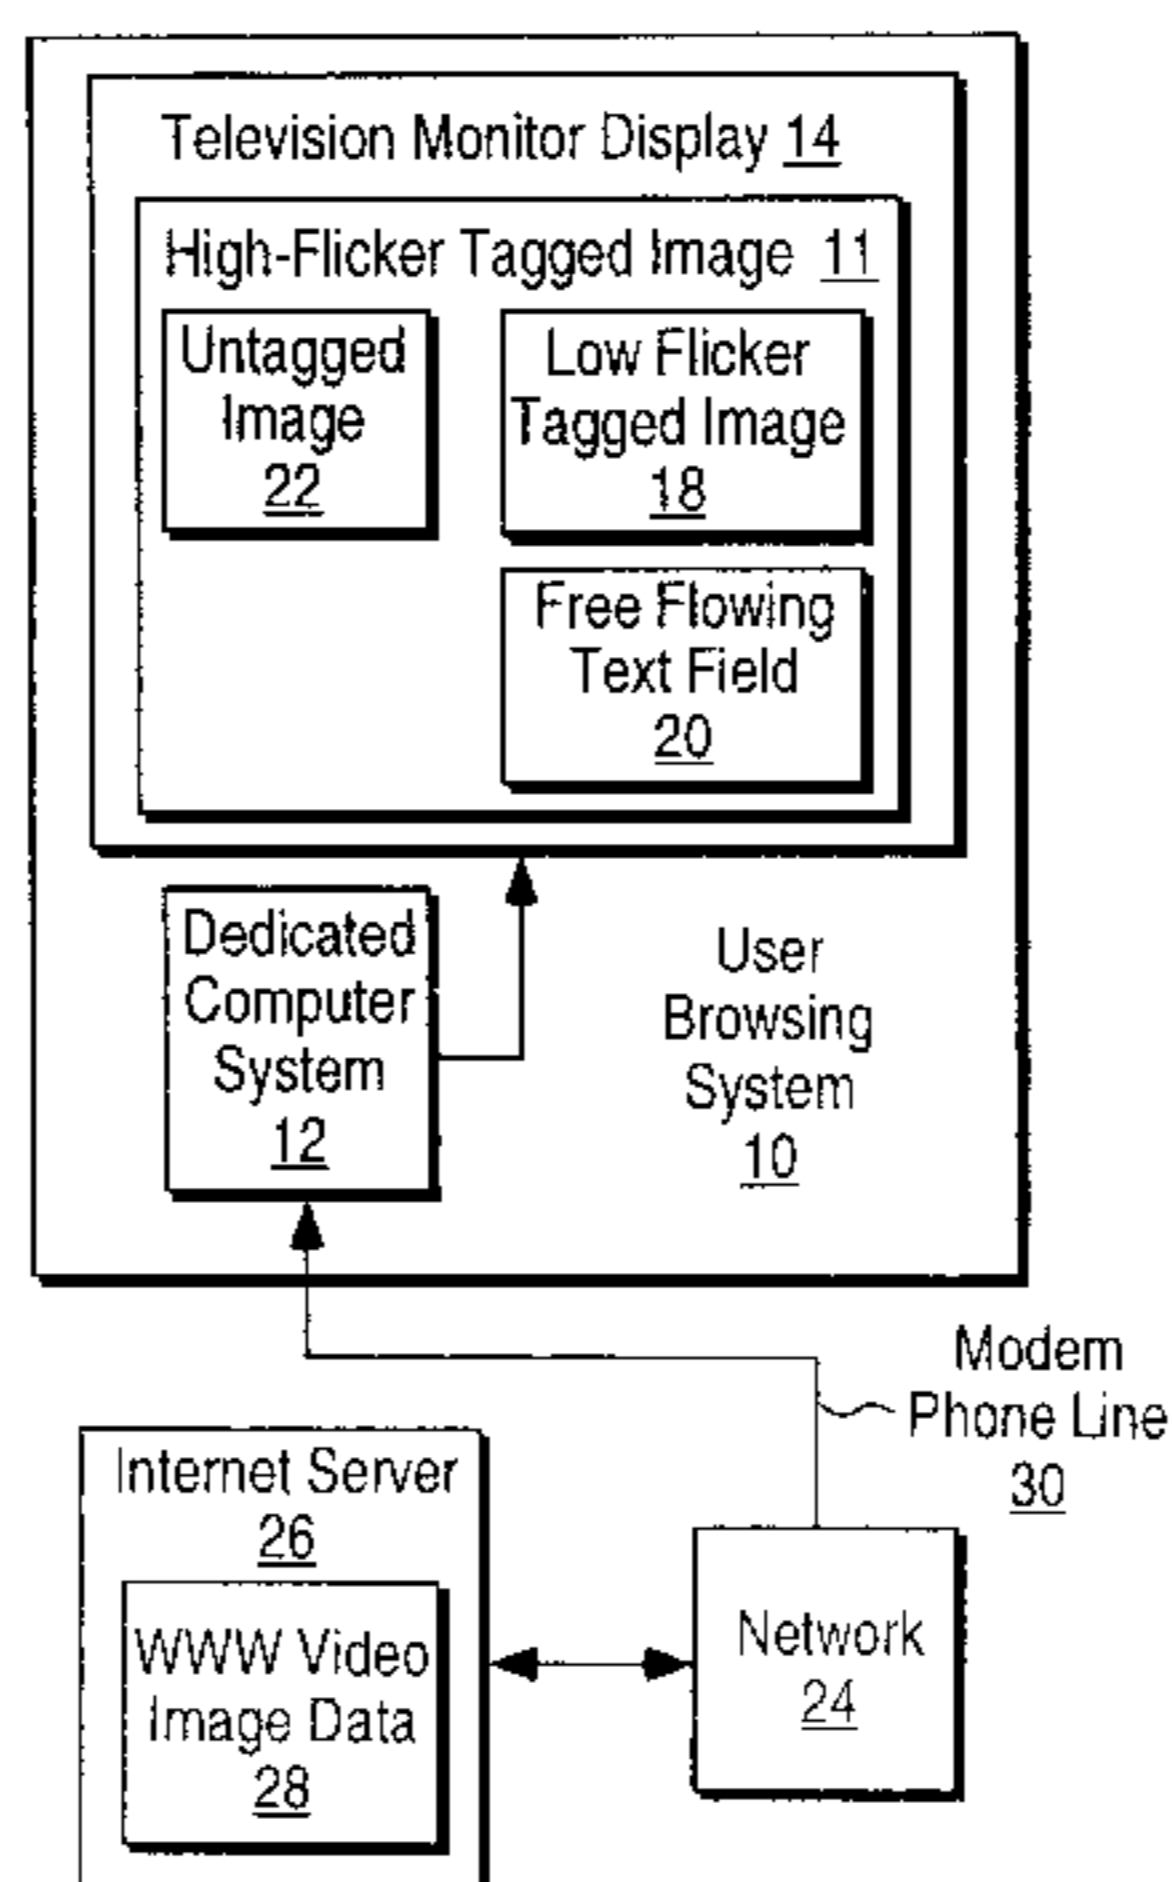 Television Monitor Display 14
High-Flicker Tagged Image 11
Untagged
Image
22
Low Flicker
Tagged Image
18
Free Flowing
Text Field
20
Dedicated
Computer
System
12
User
Browsing
System
10
Modem
Phone Line
30
Internet Server
26
WWW Video
Image Data
28
Network
24